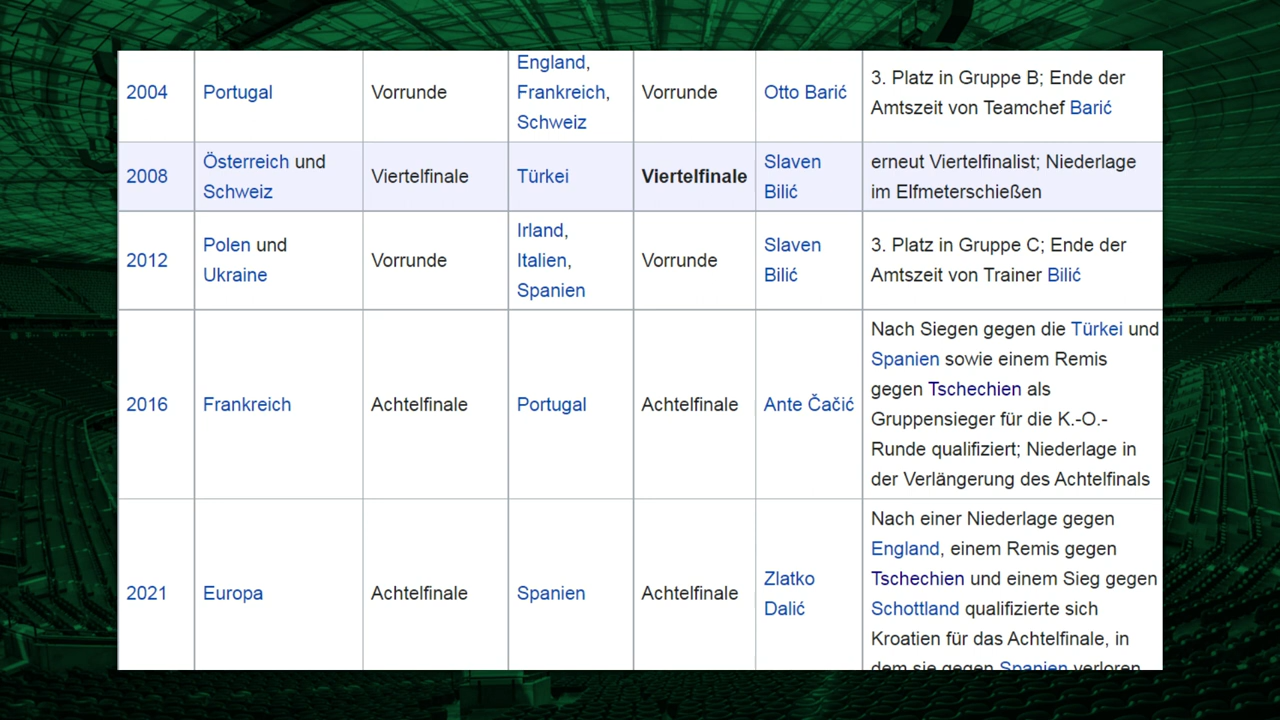 2004 Portugal Vorrunde England, Frankreich, Schweiz Vorrunde Otto Barić 3. Platz in Gruppe B; Ende der
Amtszeit von Teamchef Barić
2008 Österreich und
Schweiz
Viertelfinale
Türkei
Viertelfinale
Slaven
Bilić
erneut Viertelfinalist; Niederlage
im Elfmeterschießen
2012
Polen und
Ukraine
Vorrunde
Irland,
Italien,
Spanien
Vorrunde
Slaven
Bilić
3. Platz in Gruppe C; Ende der
Amtszeit von Trainer Bilić
2016
Frankreich
Achtelfinale
Portugal
Achtelfinale
Ante Čačić
Nach Siegen gegen die Türkei und
Spanien sowie einem Remis
gegen Tschechien als
Gruppensieger für die K.-O.-
Runde qualifiziert; Niederlage in
der Verlängerung des Achtelfinals
2021
Europa
Achtelfinale
Spanien
Achtelfinale
Zlatko
Dalić
Nach einer Niederlage gegen
England, einem Remis gegen
Tschechien und einem Sieg gegen
Schottland qualifizierte sich
Kroatien für das Achtelfinale, in
dem sie gegen Spanien verloren